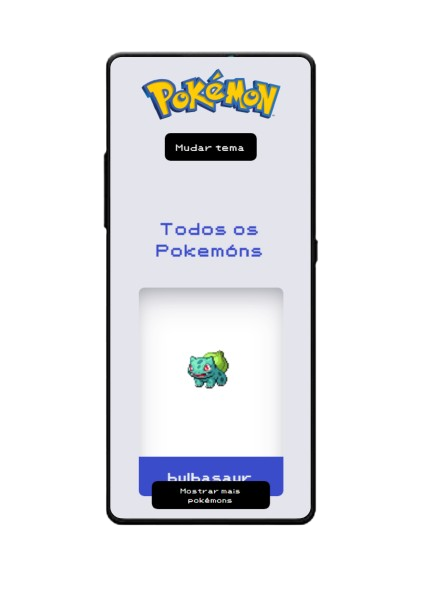 POKéMON
Mudar tema
Todos os
Pokemóns
bulbasaur
Mostrar mais
pokémons